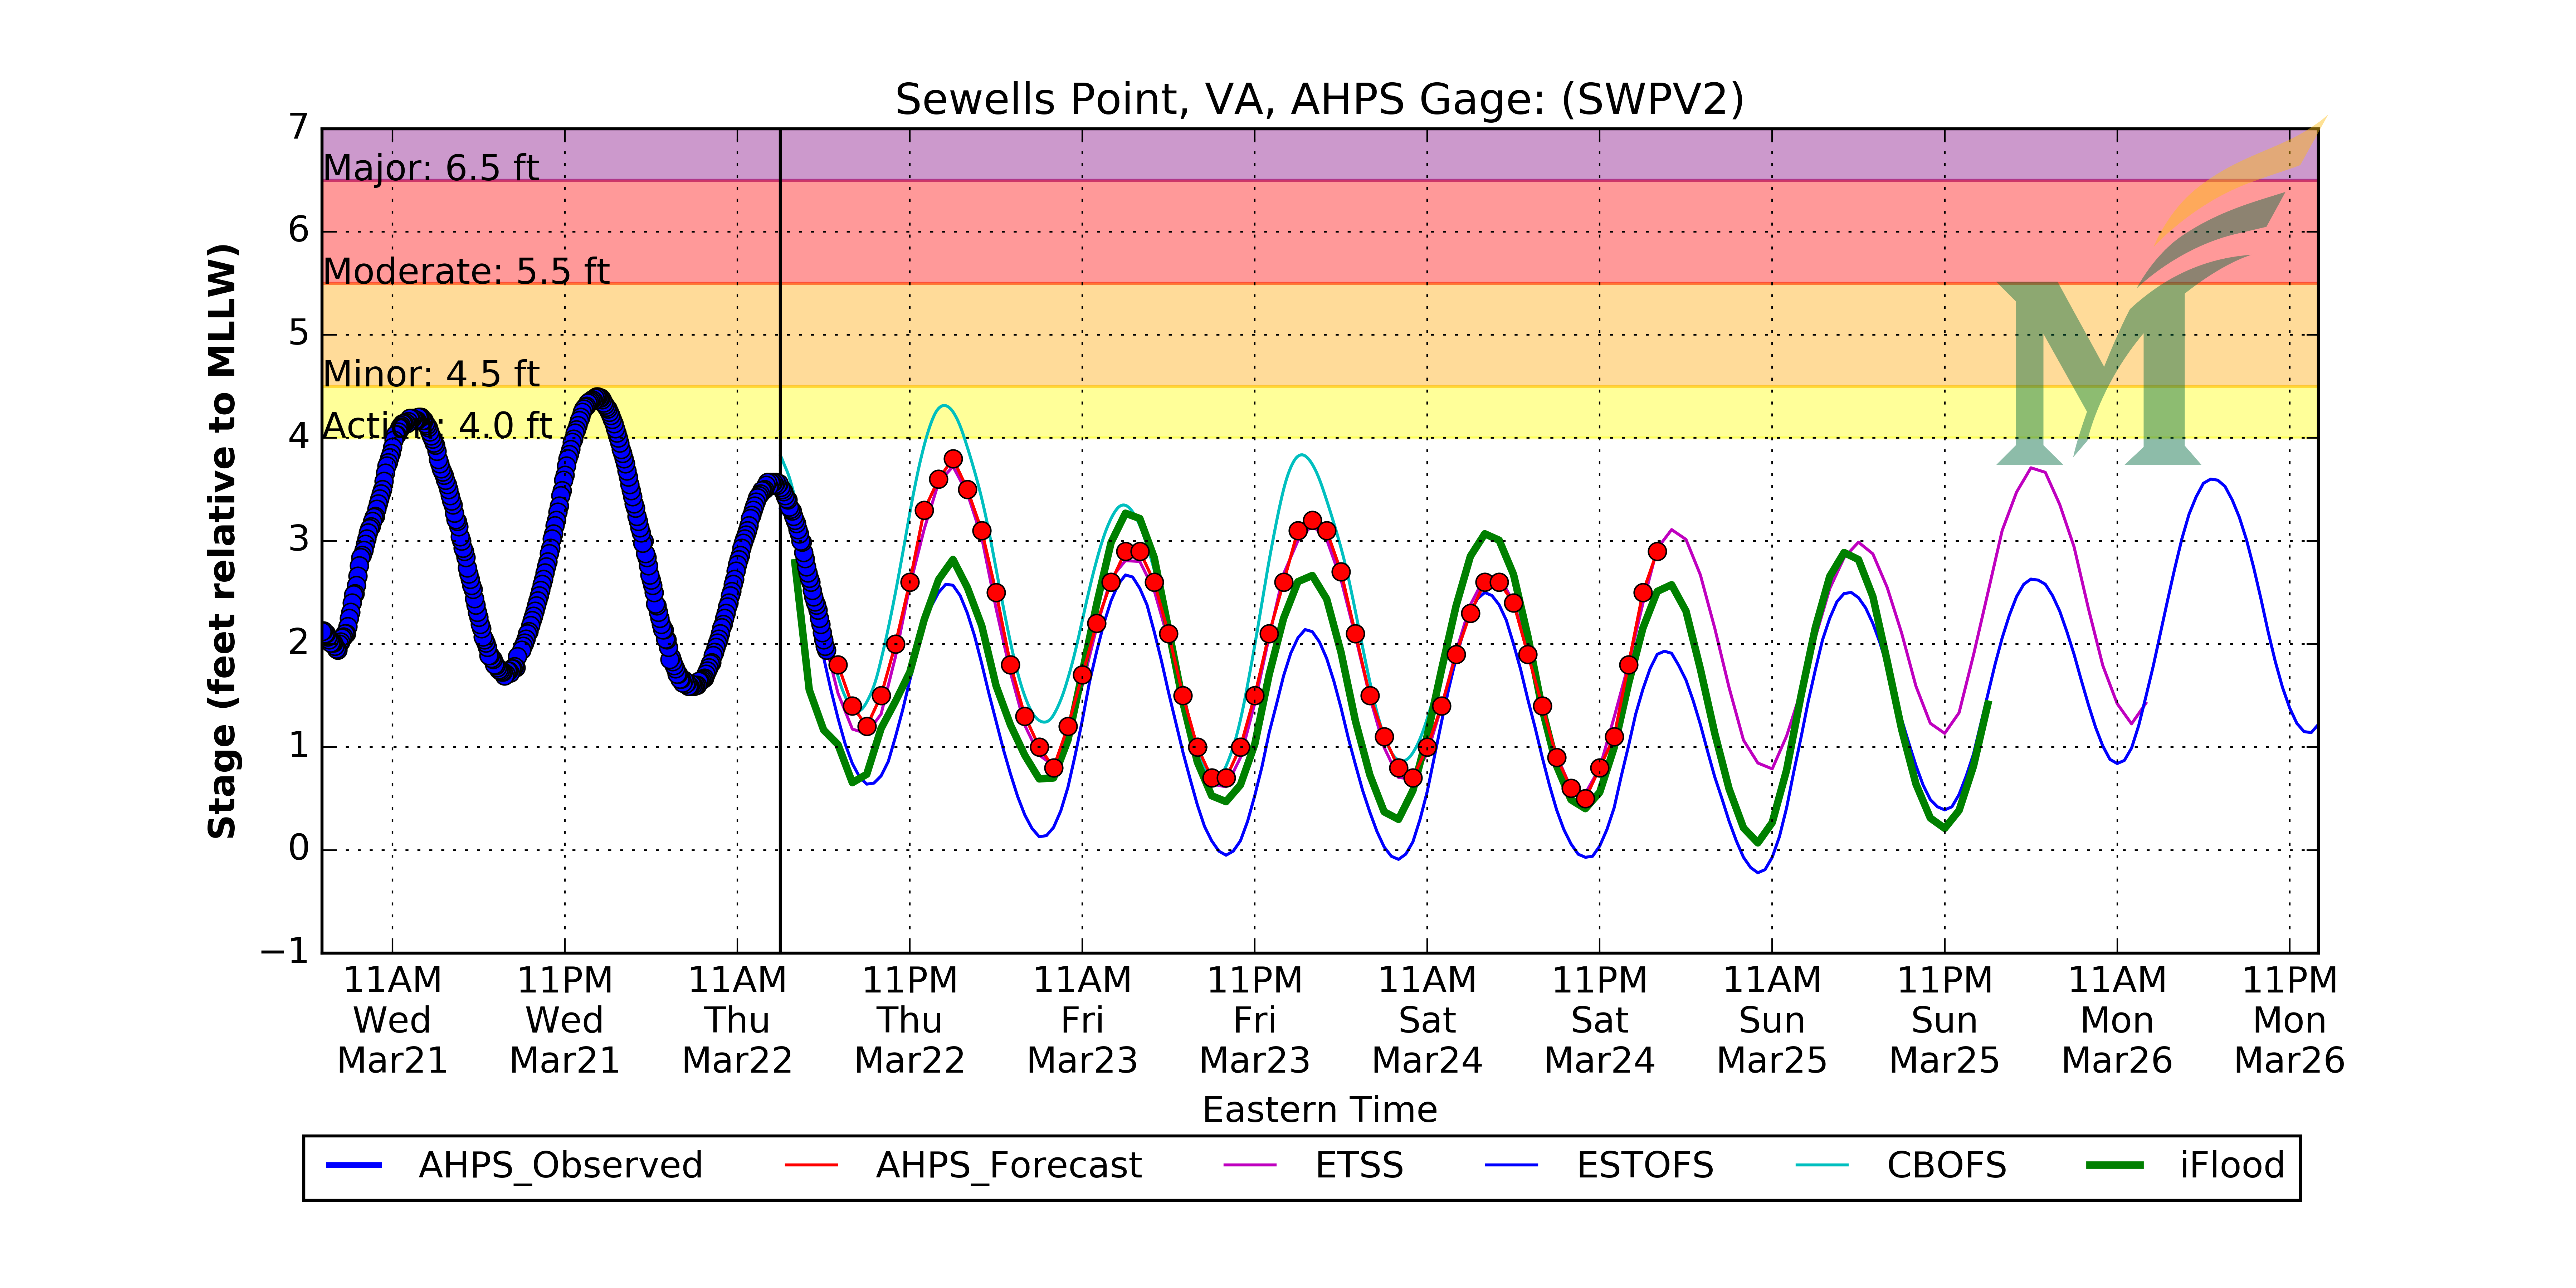 Sewells Point, VA, AHPS Gage: (SWPV2)
Stage (feet relative to MLLW)
7
6
5
4
3
2
1
0
−1
Major: 6.5 ft
Moderate: 5.5 ft
Minor: 4.5 ft
Action: 4.0 ft
11AM 11PM 11AM 11PM 11AM 11PM 11AM 11PM 11AM 11PM 11AM 11PM
Wed Wed Thu Thu Fri Fri Sat Sat Sun Sun Mon Mon
Mar21 Mar21 Mar22 Mar22 Mar23 Mar23 Mar24 Mar24 Mar25 Mar25 Mar26 Mar26
Eastern Time
AHPS_Observed AHPS_Forecast ETSS ESTOFS CBOFS iFlood